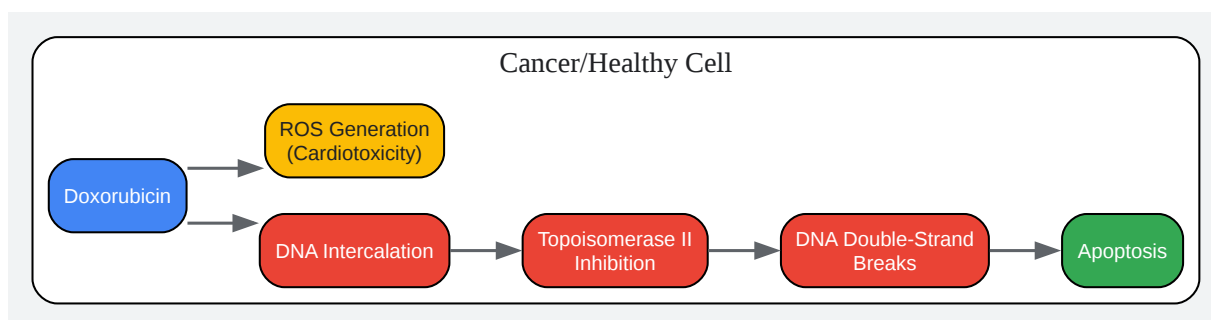 Cancer/Healthy Cell
ROS Generation
(Cardiotoxicity)
Doxorubicin
DNA Intercalation
Topoisomerase II
Inhibition
DNA Double-Strand
Breaks
Apoptosis